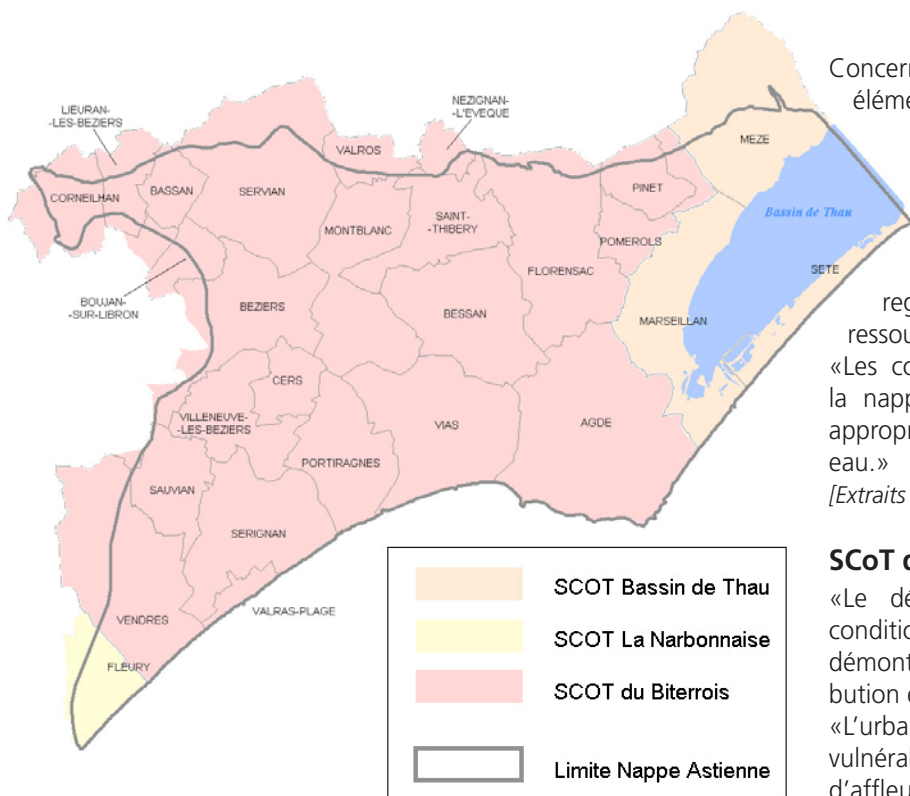 LIEURAN-
-LES-BEZIERS
NEZIGNAN-
-L'EVEQUE
VALROS
MEZE
CORNEILHAN
BASSAN
SERVIAN
PINET
Bassin de Thau
MONTBLANC
SAINT-
-THIBERY
POMEROLS
FLORENSAC
SETE
BOUJAN-
-SUR-LIBRON
BEZIERS
BESSAN
MARSEILLAN
CERS
VILLENEUVE-
-LES-BEZIERS
VIAS
AGDE
PORTIRAGNES
SAUVIAN
SERIGNAN
VALRAS-PLAGE
VENDRES
FLEURY
SCOT Bassin de Thau
SCOT La Narbonnaise
SCOT du Biterrois
Limite Nappe Astienne
Concern
éléme
reg
ressou
«Les co
la napp
appropr
eau.»
[Extraits
SCoT d
«Le dé
conditio
démont
bution e
«L'urba
vulnéra
d'affleu